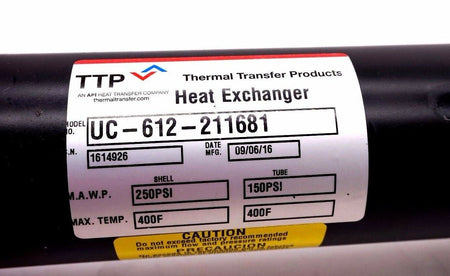 TTP
AN API HEAT TRANSFER COMPANY
thermaltransfer.com
Thermal Transfer Products
Heat Exchanger
MODEL NO. UC-612-211681
S.N. 1614926 DATE MFG. 09/06/16
SHELL TUBE
M.A.W.P. 250PSI 150PSI
MAX. TEMP. 400F 400F
CAUTION
Do not exceed factory recommended
maximum flow and pressure ratings
CAUTION